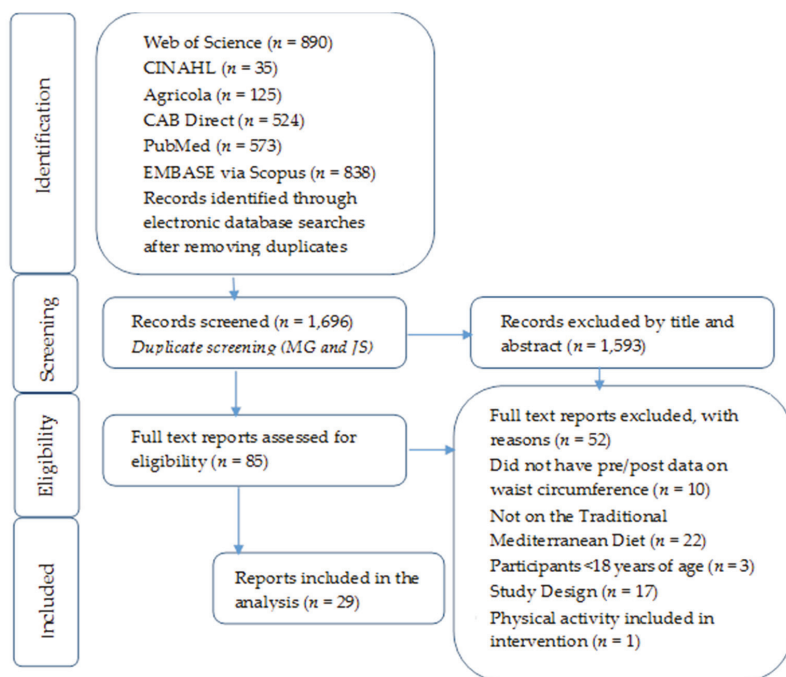 Identification
Web of Science (n = 890)
CINAHL (n = 35)
Agricola (n = 125)
CAB Direct (n = 524)
PubMed (n = 573)
EMBASE via Scopus (n = 838)
Records identified through
electronic database searches
after removing duplicates
Screening
Records screened (n = 1,696)
Duplicate screening (MG and JS)
Records excluded by title and
abstract (n = 1,593)
Eligibility
Full text reports assessed for
eligibility (n = 85)
Full text reports excluded, with
reasons (n = 52)
Did not have pre/post data on
waist circumference (n = 10)
Not on the Traditional
Mediterranean Diet (n = 22)
Participants <18 years of age (n = 3)
Study Design (n = 17)
Physical activity included in
intervention (n = 1)
Included
Reports included in the
analysis (n = 29)